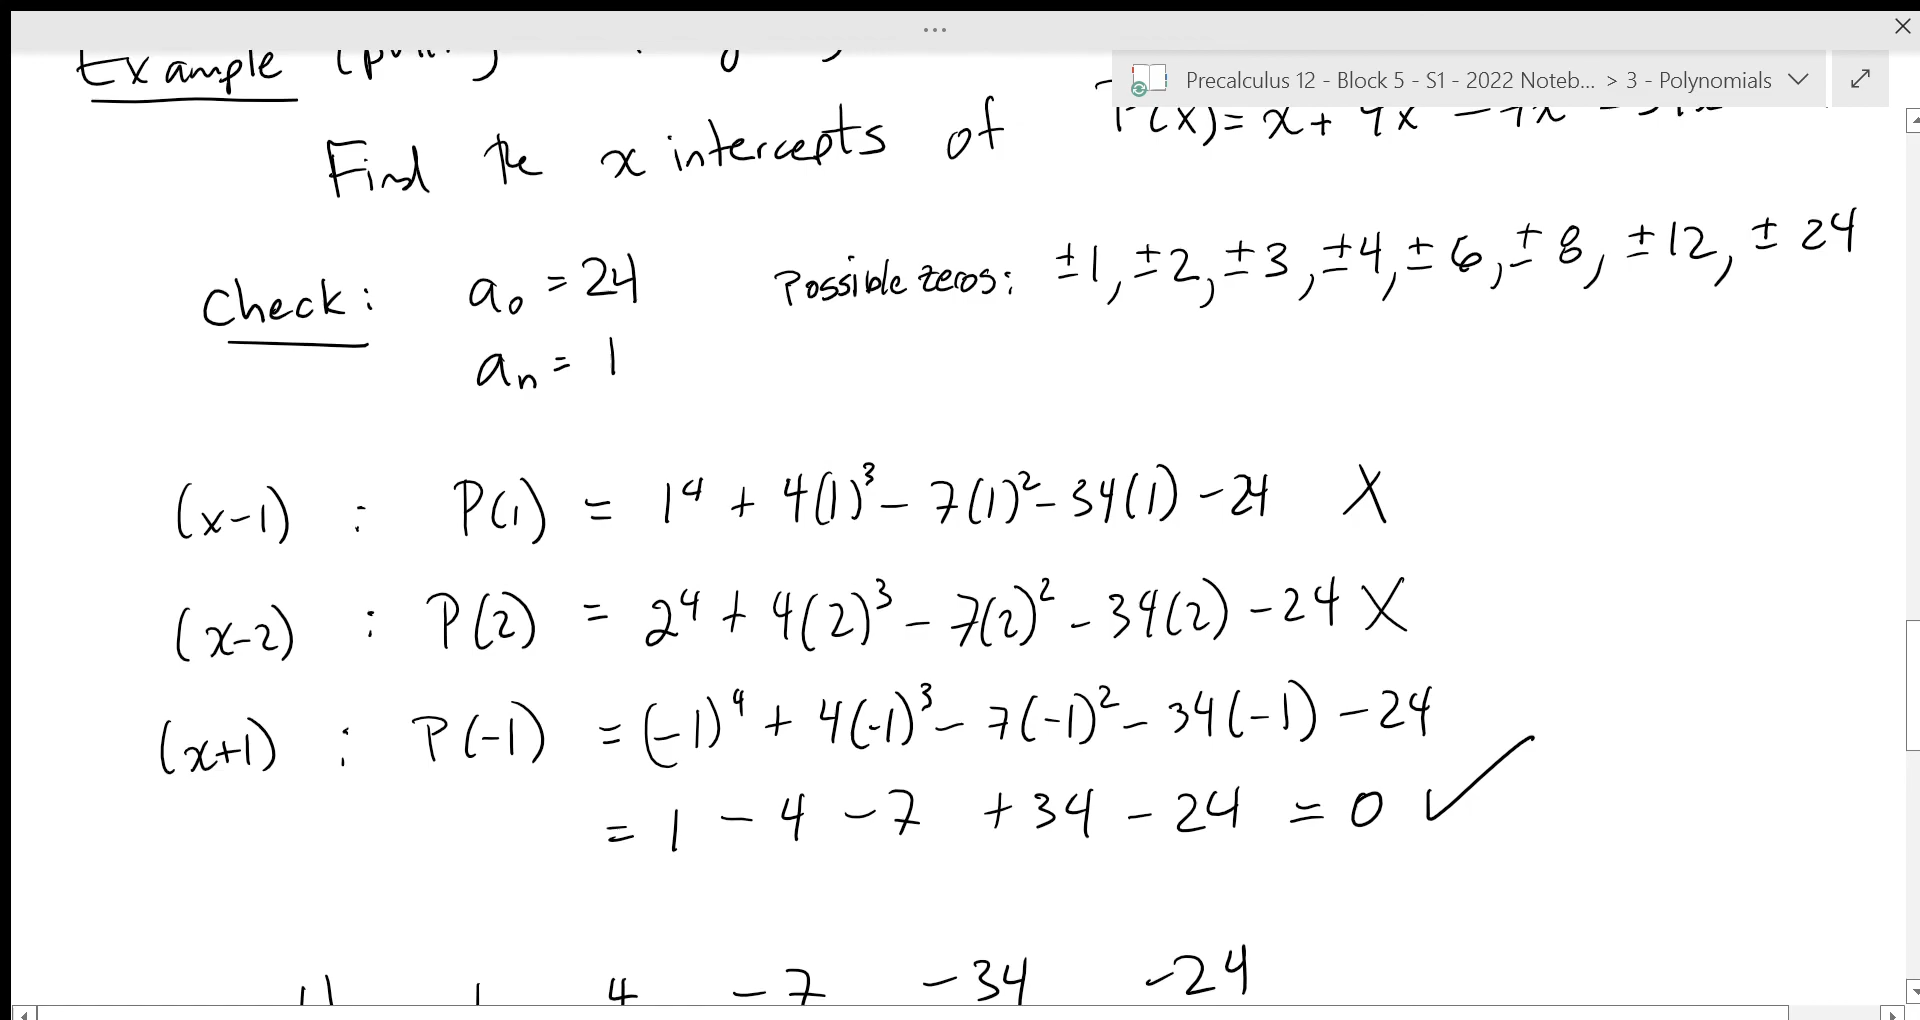 Precalculus 12 - Block 5 - S1 - 2022 Noteb... > 3 - Polynomials
Example
Find the x intercepts of P(x) = x + 4x - 7x - 34x
Check: a₀ = 24 Possible zeros: ±1, ±2, ±3, ±4, ±6, ±8, ±12, ±24
aₙ = 1
(x-1) : P(1) = 1⁴ + 4(1)³ - 7(1)² - 34(1) - 24 X
(x-2) : P(2) = 2⁴ + 4(2)³ - 7(2)² - 34(2) - 24 X
(x+1) : P(-1) = (-1)⁴ + 4(-1)³ - 7(-1)² - 34(-1) - 24
= 1 - 4 - 7 + 34 - 24 = 0 ✓
1 4 -7 -34 -24